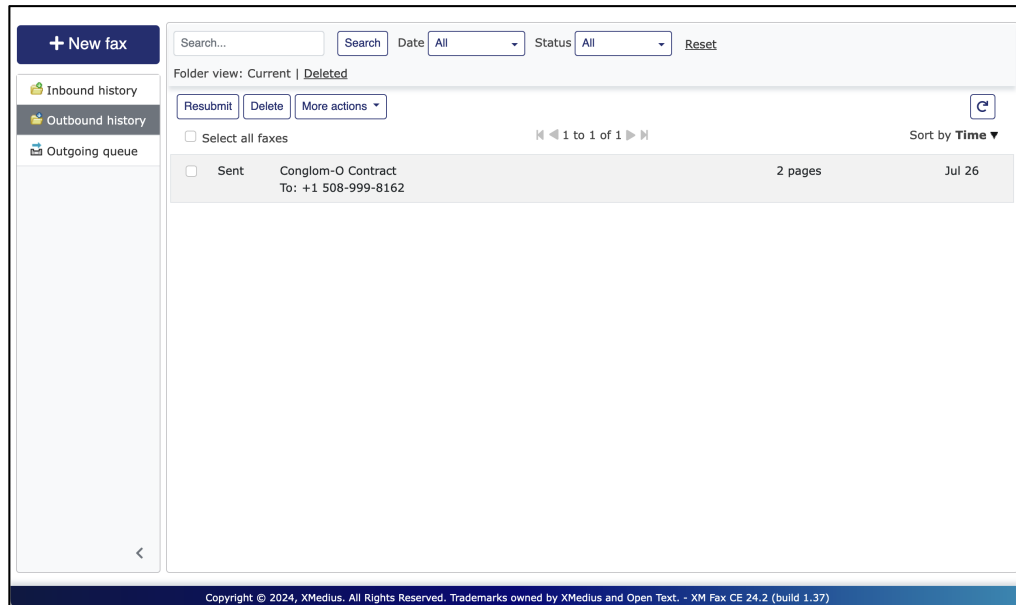 + New fax
Inbound history
Outbound history
Outgoing queue
Search... Search Date All Status All Reset
Folder view: Current | Deleted
Resubmit Delete More actions
Select all faxes 1 to 1 of 1 Sort by Time ▼
Sent Conglom-O Contract 2 pages Jul 26
To: +1 508-999-8162
Copyright © 2024, XMedius. All Rights Reserved. Trademarks owned by XMedius and Open Text. - XM Fax CE 24.2 (build 1.37)